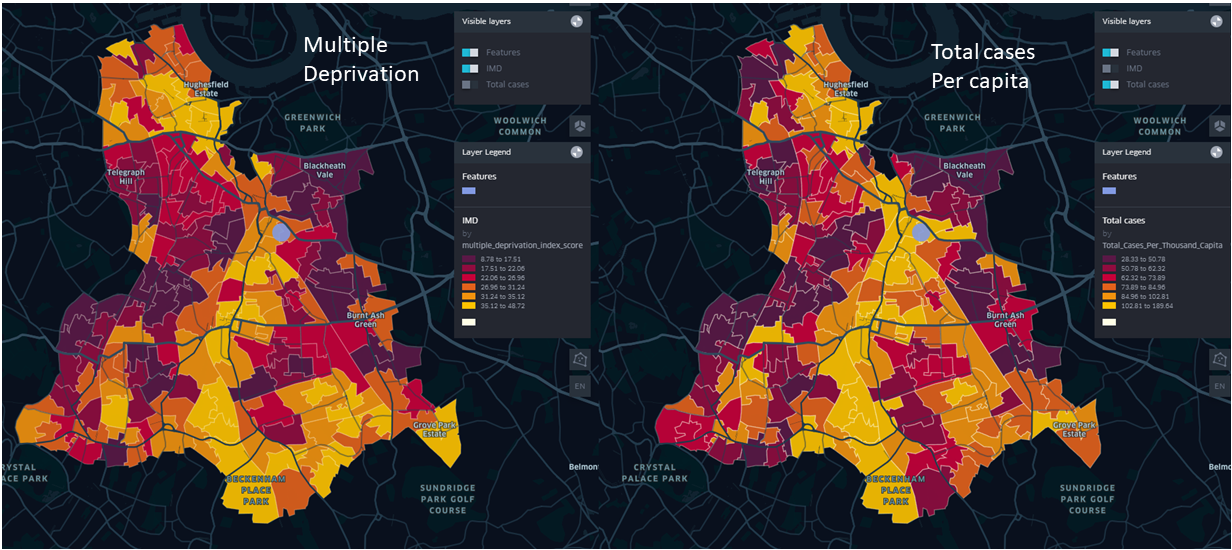 Multiple
Deprivation
Hughesfield
Estate
GREENWICH
PARK
WOOLWICH
COMMON
Telegraph
Hill
Blackheath
Vale
Burnt Ash
Green
Grove Park
Estate
BECKENHAM
PLACE
PARK
CRYSTAL
PALACE PARK
SUNDRIDGE
PARK GOLF
COURSE
Belmont
Visible layers
Features
IMD
Total cases
Layer Legend
Features
IMD
by
multiple_deprivation_index_score
8.78 to 17.51
17.51 to 22.06
22.06 to 26.96
26.96 to 31.24
31.24 to 35.12
35.12 to 48.72
EN
Total cases
Per capita
Hughesfield
Estate
GREENWICH
PARK
WOOLWICH
COMMON
Telegraph
Hill
Blackheath
Vale
Burnt Ash
Green
Grove Park
Estate
BECKENHAM
PLACE
PARK
CRYSTAL
PALACE PARK
SUNDRIDGE
PARK GOLF
COURSE
Belmo
Visible layers
Features
IMD
Total cases
Layer Legend
Features
Total cases
by
Total_Cases_Per_Thousand_Capita
28.33 to 50.78
50.78 to 62.32
62.32 to 73.89
73.89 to 84.96
84.96 to 102.81
102.81 to 189.64
EN